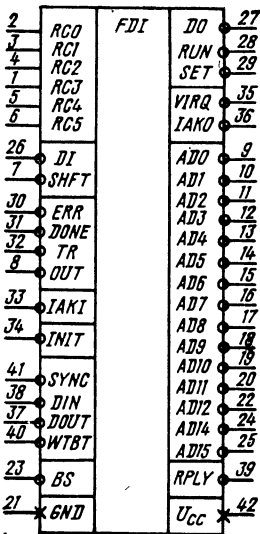 2 RC0
3 RC1
4 RC2
1 RC3
5 RC4
6 RC5
26 DI
7 SHFT
30 ERR
31 DONE
32 TR
8 OUT
33 IAKI
34 INIT
41 SYNC
38 DIN
37 DOUT
40 WTBT
23 BS
21 GND
FDI
DO 27
RUN 28
SET 29
VIRQ 35
IAKO 36
AD0 9
AD1 10
AD2 11
AD3 12
AD4 13
AD5 14
AD6 15
AD7 16
AD8 17
AD9 18
AD10 19
AD11 20
AD12 22
AD14 24
AD15 25
RPLY 39
UCC 42